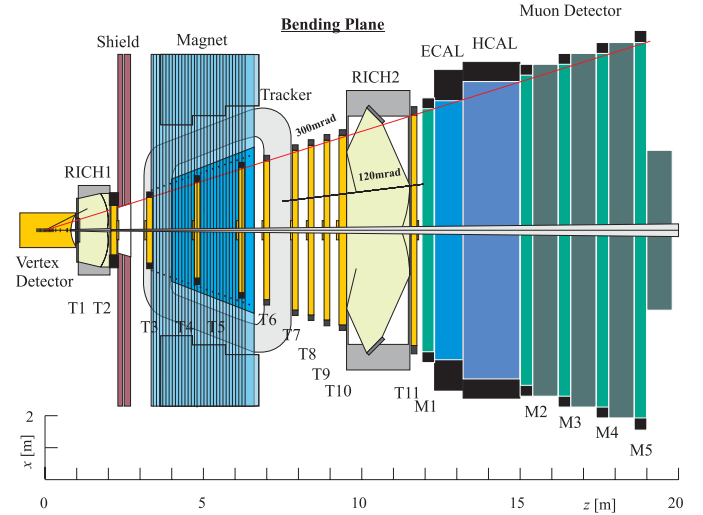 Bending Plane
Muon Detector
Shield
Magnet
ECAL
HCAL
RICH2
Tracker
300mrad
RICH1
120mrad
Vertex
Detector
T1 T2
T3
T4
T5
T6
T7
T8
T9
T10
T11
M1
M2
M3
M4
M5
2
x [m]
0
5
10
15
z [m]
20